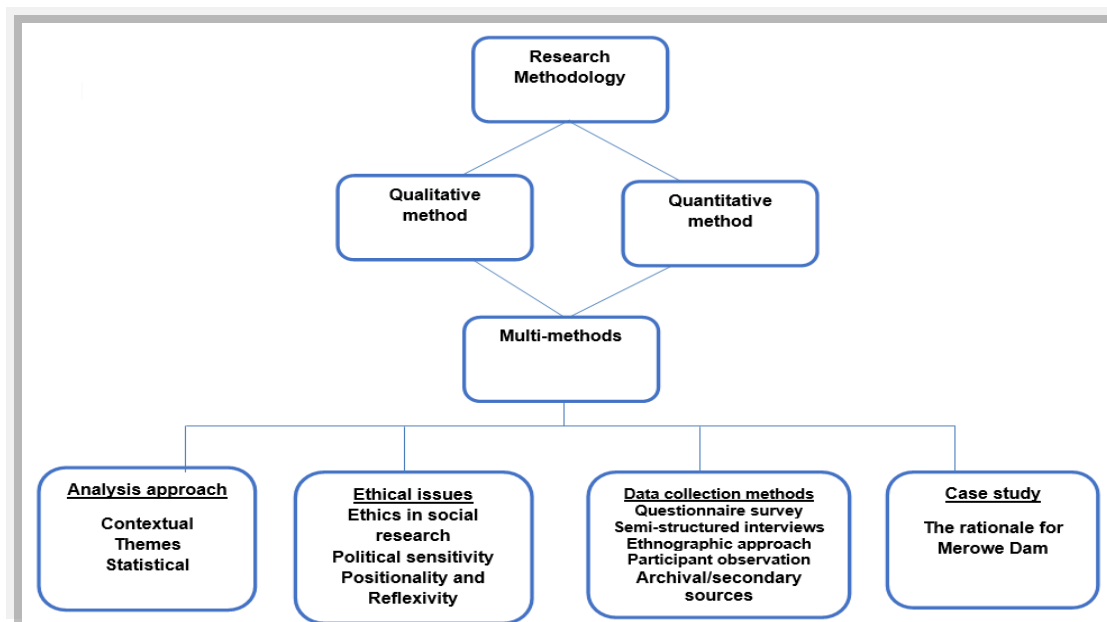 Research
Methodology
Qualitative
method
Quantitative
method
Multi-methods
Analysis approach
Contextual
Themes
Statistical
Ethical issues
Ethics in social
research
Political sensitivity
Positionality and
Reflexivity
Data collection methods
Questionnaire survey
Semi-structured interviews
Ethnographic approach
Participant observation
Archival/secondary
sources
Case study
The rationale for
Merowe Dam